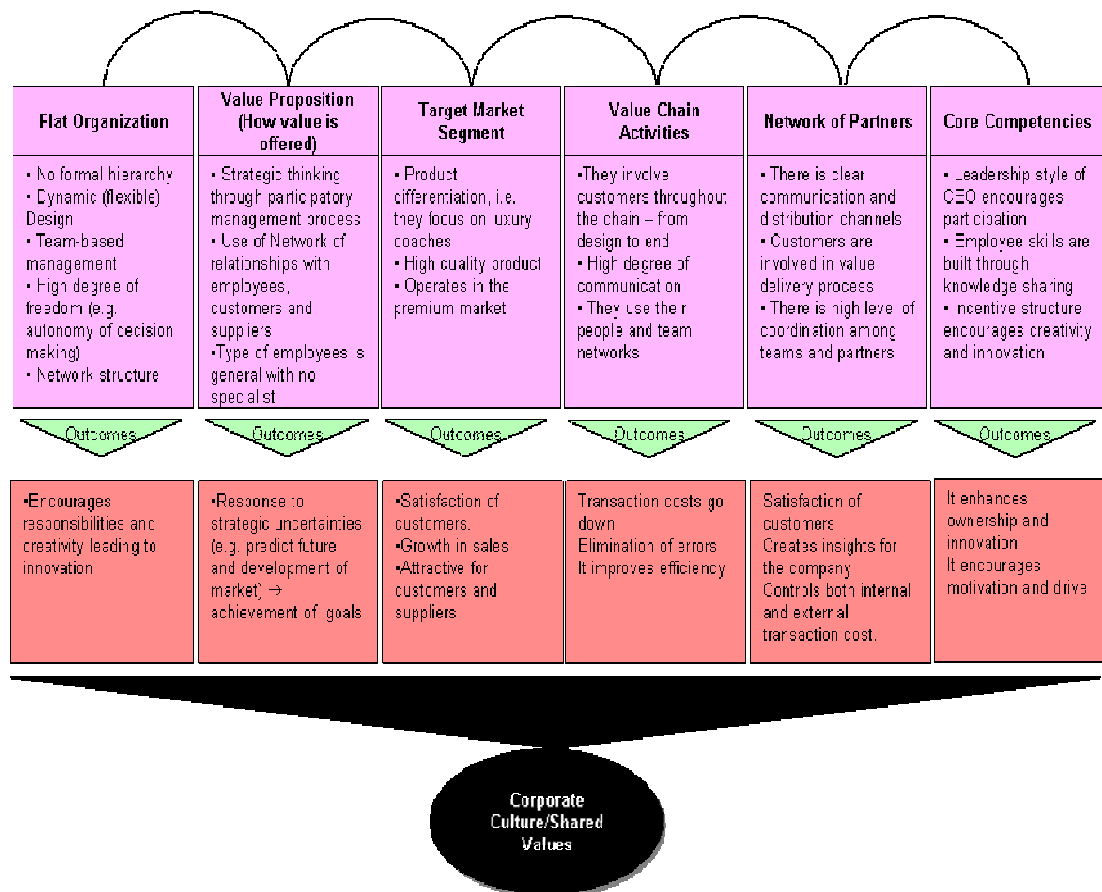 Flat Organization
Value Proposition
(How value is
offered)
Target Market
Segment
Value Chain
Activities
Network of Partners
Core Competencies
• No formal hierarchy
• Dynamic (flexible)
Design
• Team-based
management
• High degree of
freedom (e.g.
autonomy of decision
making)
• Network structure
• Strategic thinking
through participatory
management process
• Use of Network of
relationships with
employees,
customers and
suppliers
•Type of employees is
general with no
specialist
• Product
differentiation, i.e.
they focus on luxury
coaches
• High quality product
• Operates in the
premium market
•They involve
customers throughout
the chain – from
design to end
• High degree of
communication
• They use their
people and team
networks
• There is clear
communication and
distribution channels
• Customers are
involved in value
delivery process
• There is high level of
coordination among
teams and partners
• Leadership style of
CEO encourages
participation
• Employee skills are
built through
knowledge sharing
• Incentive structure
encourages creativity
and innovation
Outcomes
Outcomes
Outcomes
Outcomes
Outcomes
Outcomes
•Encourages
responsibilities and
creativity leading to
innovation
•Response to
strategic uncertainties
(e.g. predict future
and development of
market) →
achievement of goals
•Satisfaction of
customers.
•Growth in sales
•Attractive for
customers and
suppliers
Transaction costs go
down
Elimination of errors
It improves efficiency
Satisfaction of
customers
Creates insights for
the company
Controls both internal
and external
transaction cost.
It enhances
ownership and
innovation
It encourages
motivation and drive
Corporate
Culture/Shared
Values